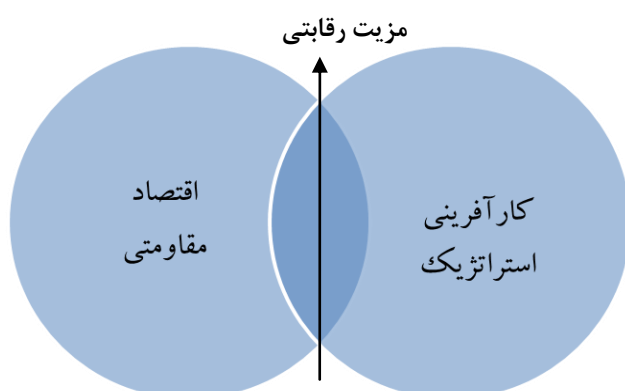 مزیت رقابتی
کارآفرینی
استراتژیک
اقتصاد
مقاومتی